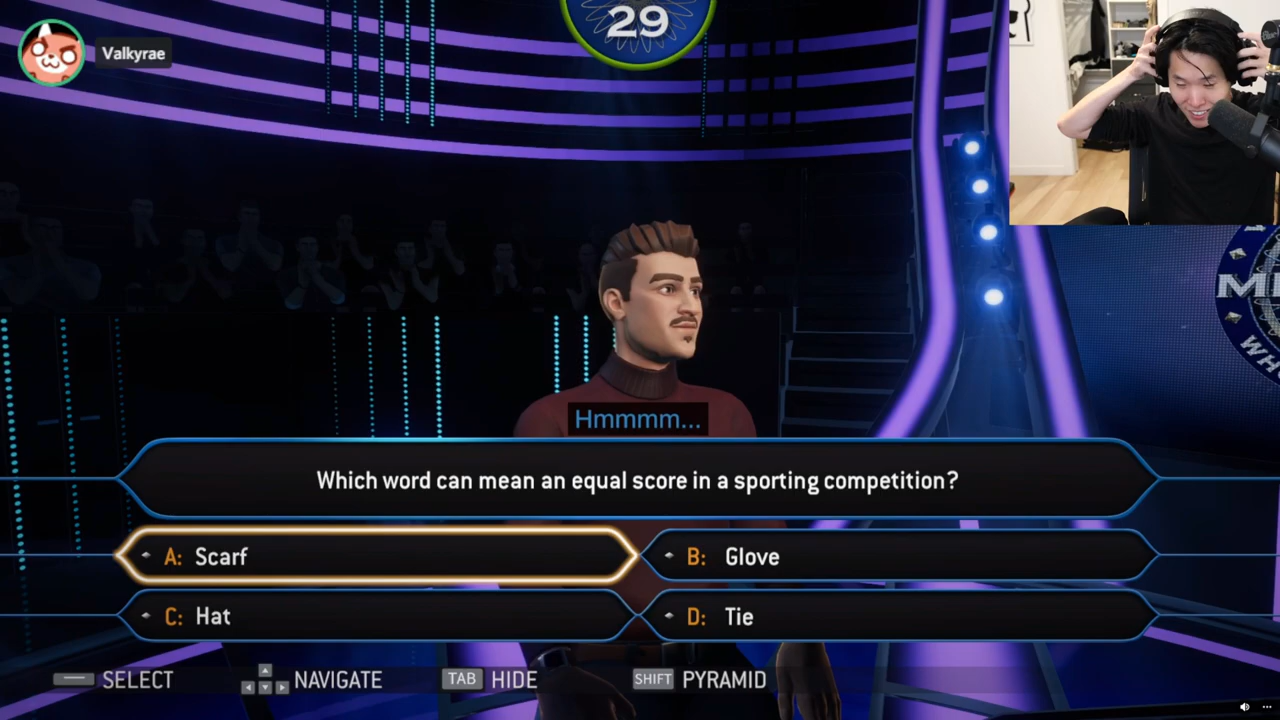 29
Valkyrae
Hmmmm...
Which word can mean an equal score in a sporting competition?
A: Scarf
B: Glove
C: Hat
D: Tie
SELECT
NAVIGATE
TAB HIDE
SHIFT PYRAMID